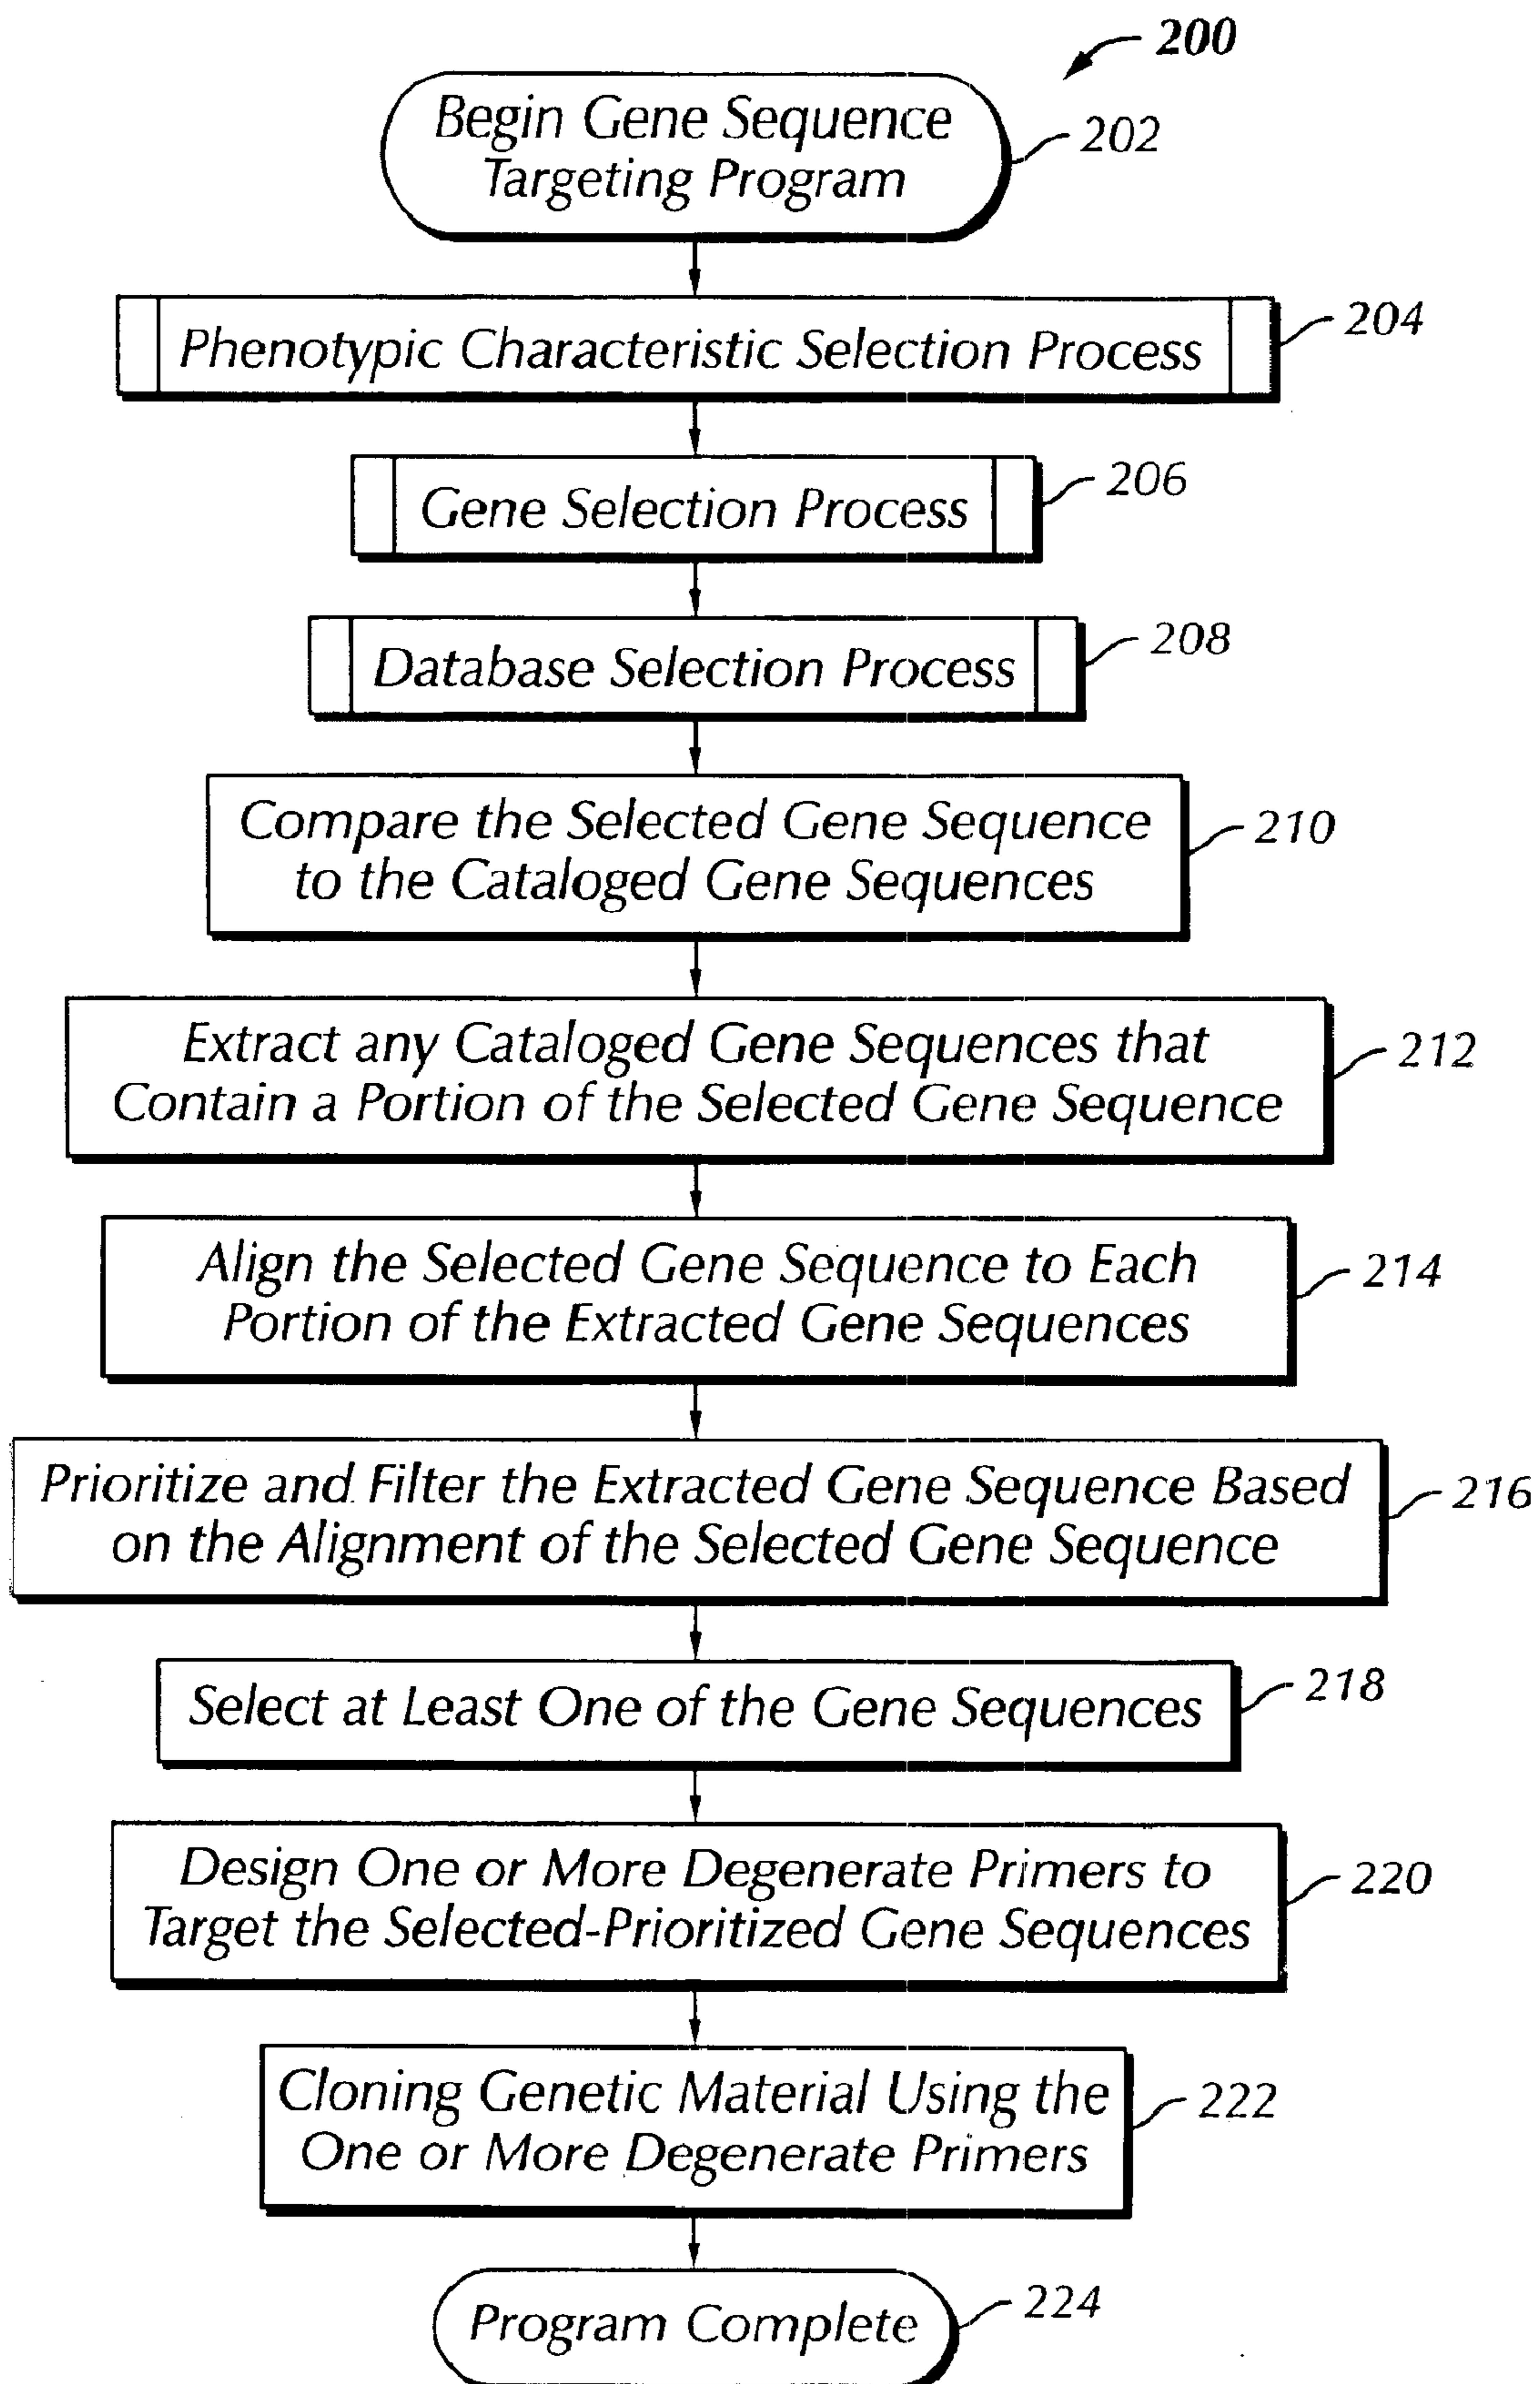 200
Begin Gene Sequence
Targeting Program
202
Phenotypic Characteristic Selection Process
204
Gene Selection Process
206
Database Selection Process
208
Compare the Selected Gene Sequence
to the Cataloged Gene Sequences
210
Extract any Cataloged Gene Sequences that
Contain a Portion of the Selected Gene Sequence
212
Align the Selected Gene Sequence to Each
Portion of the Extracted Gene Sequences
214
Prioritize and Filter the Extracted Gene Sequence Based
on the Alignment of the Selected Gene Sequence
216
Select at Least One of the Gene Sequences
218
Design One or More Degenerate Primers to
Target the Selected-Prioritized Gene Sequences
220
Cloning Genetic Material Using the
One or More Degenerate Primers
222
Program Complete
224